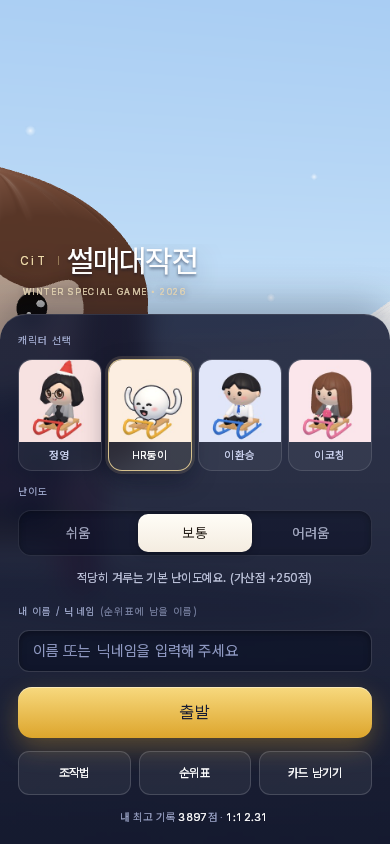 CiT | 썰매대작전
WINTER SPECIAL GAME · 2026
캐릭터 선택
정영
HR둥이
이환승
이코칭
난이도
쉬움
보통
어려움
적당히 겨루는 기본 난이도예요. (가산점 +250점)
내 이름 / 닉네임 (순위표에 남을 이름)
이름 또는 닉네임을 입력해 주세요
출발
조작법
순위표
카드 남기기
내 최고 기록 3897점 · 1:12.31